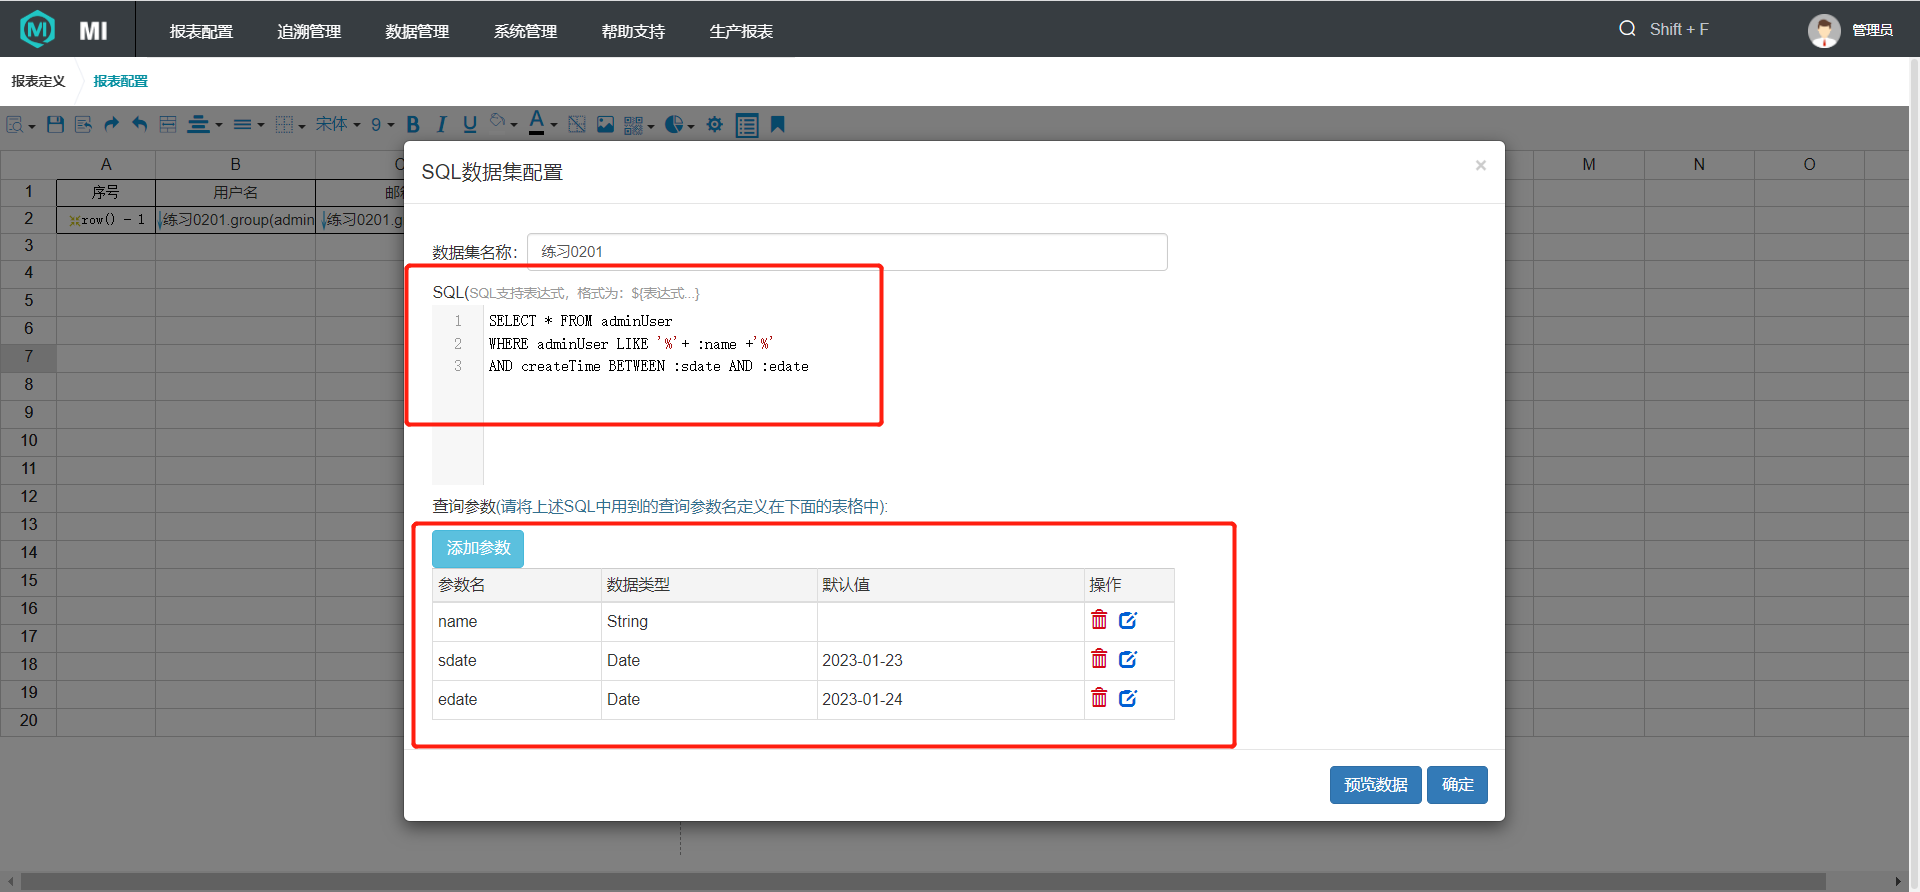 MI
报表配置 追溯管理 数据管理 系统管理 帮助支持 生产报表
Shift + F
管理员
报表定义 报表配置
宋体 9 B I U A
A B C M N O
1 序号 用户名
2 row() - 1 练习0201.group(admin 练习0201.g
3
4
5
6
7
8
9
10
11
12
13
14
15
16
17
18
19
20
SQL数据集配置 ×
数据集名称： 练习0201
SQL(SQL支持表达式，格式为：${表达式...}
1 SELECT * FROM adminUser
2 WHERE adminUser LIKE '%'+ :name +'%'
3 AND createTime BETWEEN :sdate AND :edate
查询参数(请将上述SQL中用到的查询参数名定义在下面的表格中):
添加参数
参数名 数据类型 默认值 操作
name String
sdate Date 2023-01-23
edate Date 2023-01-24
预览数据 确定